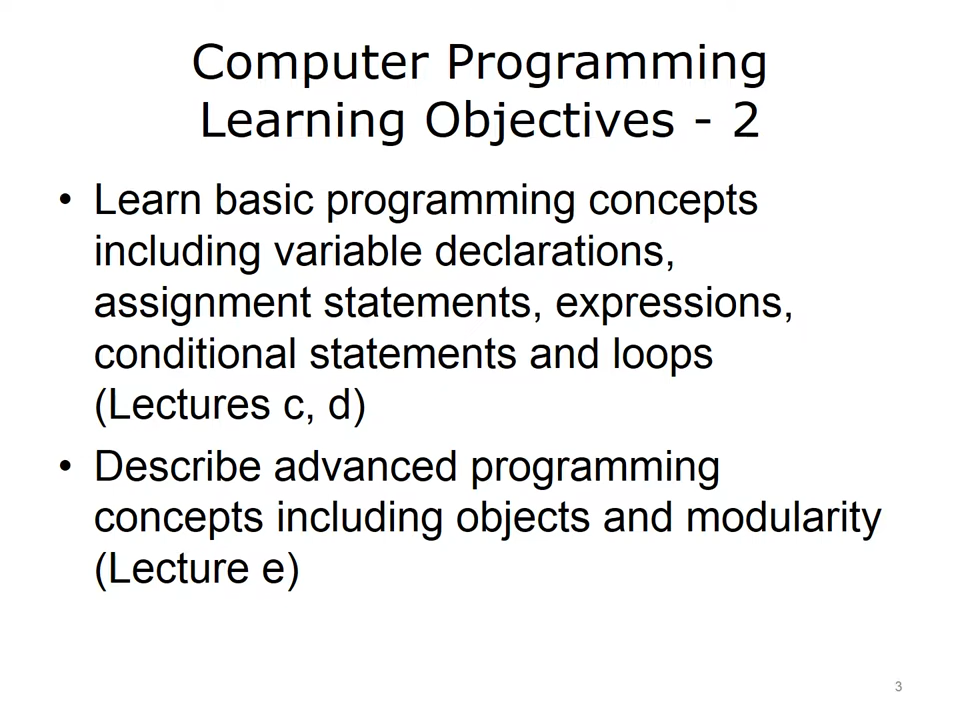 Computer Programming
Learning Objectives - 2
• Learn basic programming concepts
including variable declarations,
assignment statements, expressions,
conditional statements and loops
(Lectures c, d)
• Describe advanced programming
concepts including objects and modularity
(Lecture e)
3